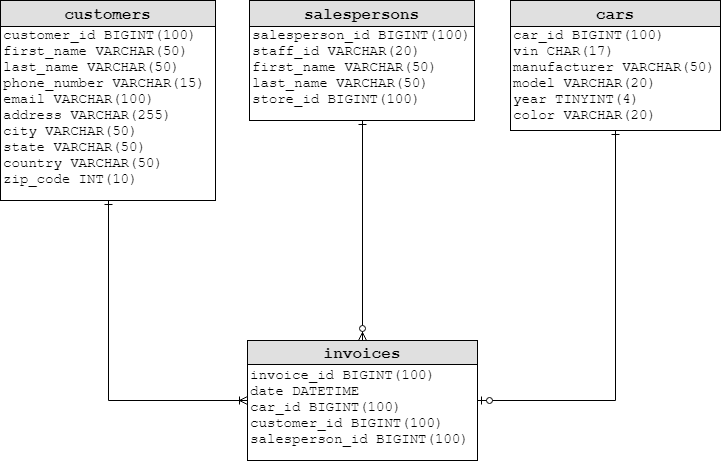 customers
customer_id BIGINT(100)
first_name VARCHAR(50)
last_name VARCHAR(50)
phone_number VARCHAR(15)
email VARCHAR(100)
address VARCHAR(255)
city VARCHAR(50)
state VARCHAR(50)
country VARCHAR(50)
zip_code INT(10)
salespersons
salesperson_id BIGINT(100)
staff_id VARCHAR(20)
first_name VARCHAR(50)
last_name VARCHAR(50)
store_id BIGINT(100)
cars
car_id BIGINT(100)
vin CHAR(17)
manufacturer VARCHAR(50)
model VARCHAR(20)
year TINYINT(4)
color VARCHAR(20)
invoices
invoice_id BIGINT(100)
date DATETIME
car_id BIGINT(100)
customer_id BIGINT(100)
salesperson_id BIGINT(100)